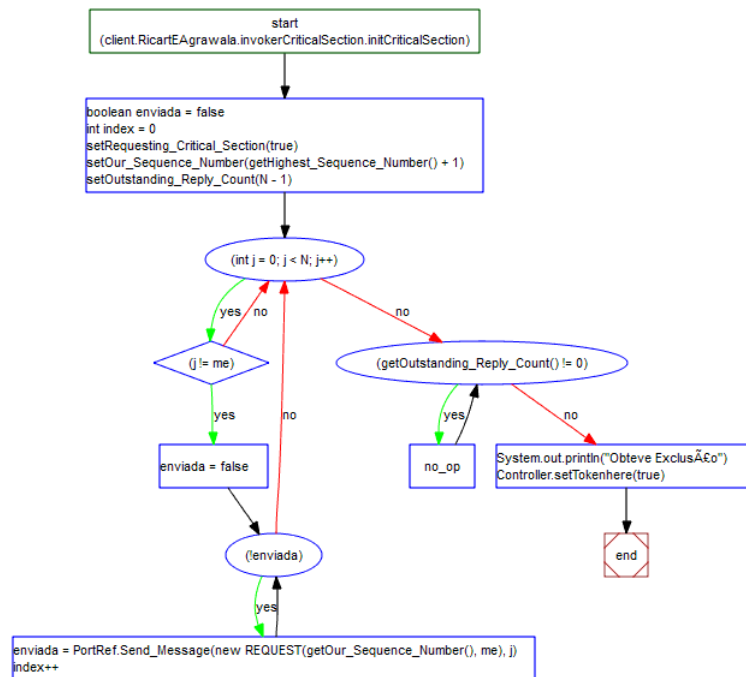 start
(client.RicartEAgrawala.invokerCriticalSection.initCriticalSection)
boolean enviada = false
int index = 0
setRequesting_Critical_Section(true)
setOur_Sequence_Number(getHighest_Sequence_Number() + 1)
setOutstanding_Reply_Count(N - 1)
(int j = 0; j < N; j++)
yes
no
no
(j != me)
(getOutstanding_Reply_Count() != 0)
yes
no
yes
no
enviada = false
no_op
System.out.println("Obteve ExclusÃ£o")
Controller.setTokenhere(true)
(!enviada)
end
yes
enviada = PortRef.Send_Message(new REQUEST(getOur_Sequence_Number(), me), j)
index++